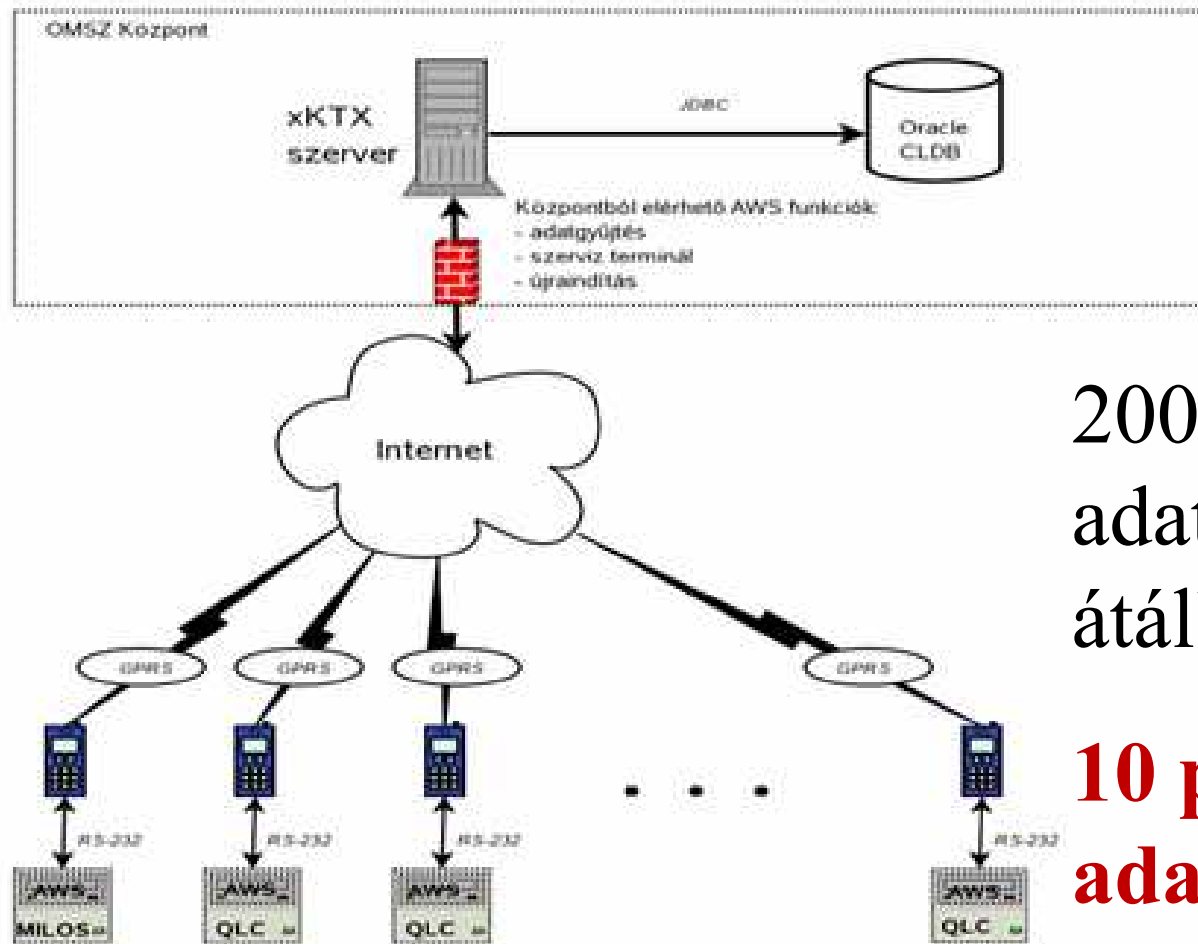 OMSZ Központ
xKTX
szerver
JDBC
Oracle
CLDB
Központból elérhető AWS funkciók:
- adatgyűjtés
- szerviz terminál
- újraindítás
Internet
200
adat
átál
10 p
ada
GPRS GPRS GPRS GPRS
RS-232 RS-232 RS-232 RS-232
AWS AWS AWS AWS
MILOS QLC QLC QLC